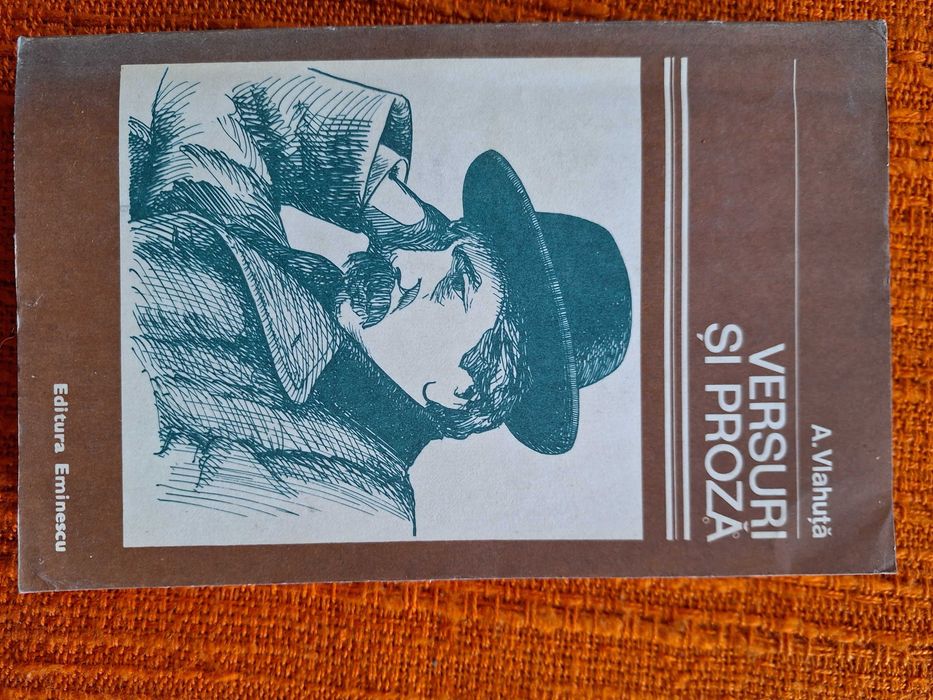 A. Vlahuță
VERSURI
ȘI PROZĂ
Editura Eminescu